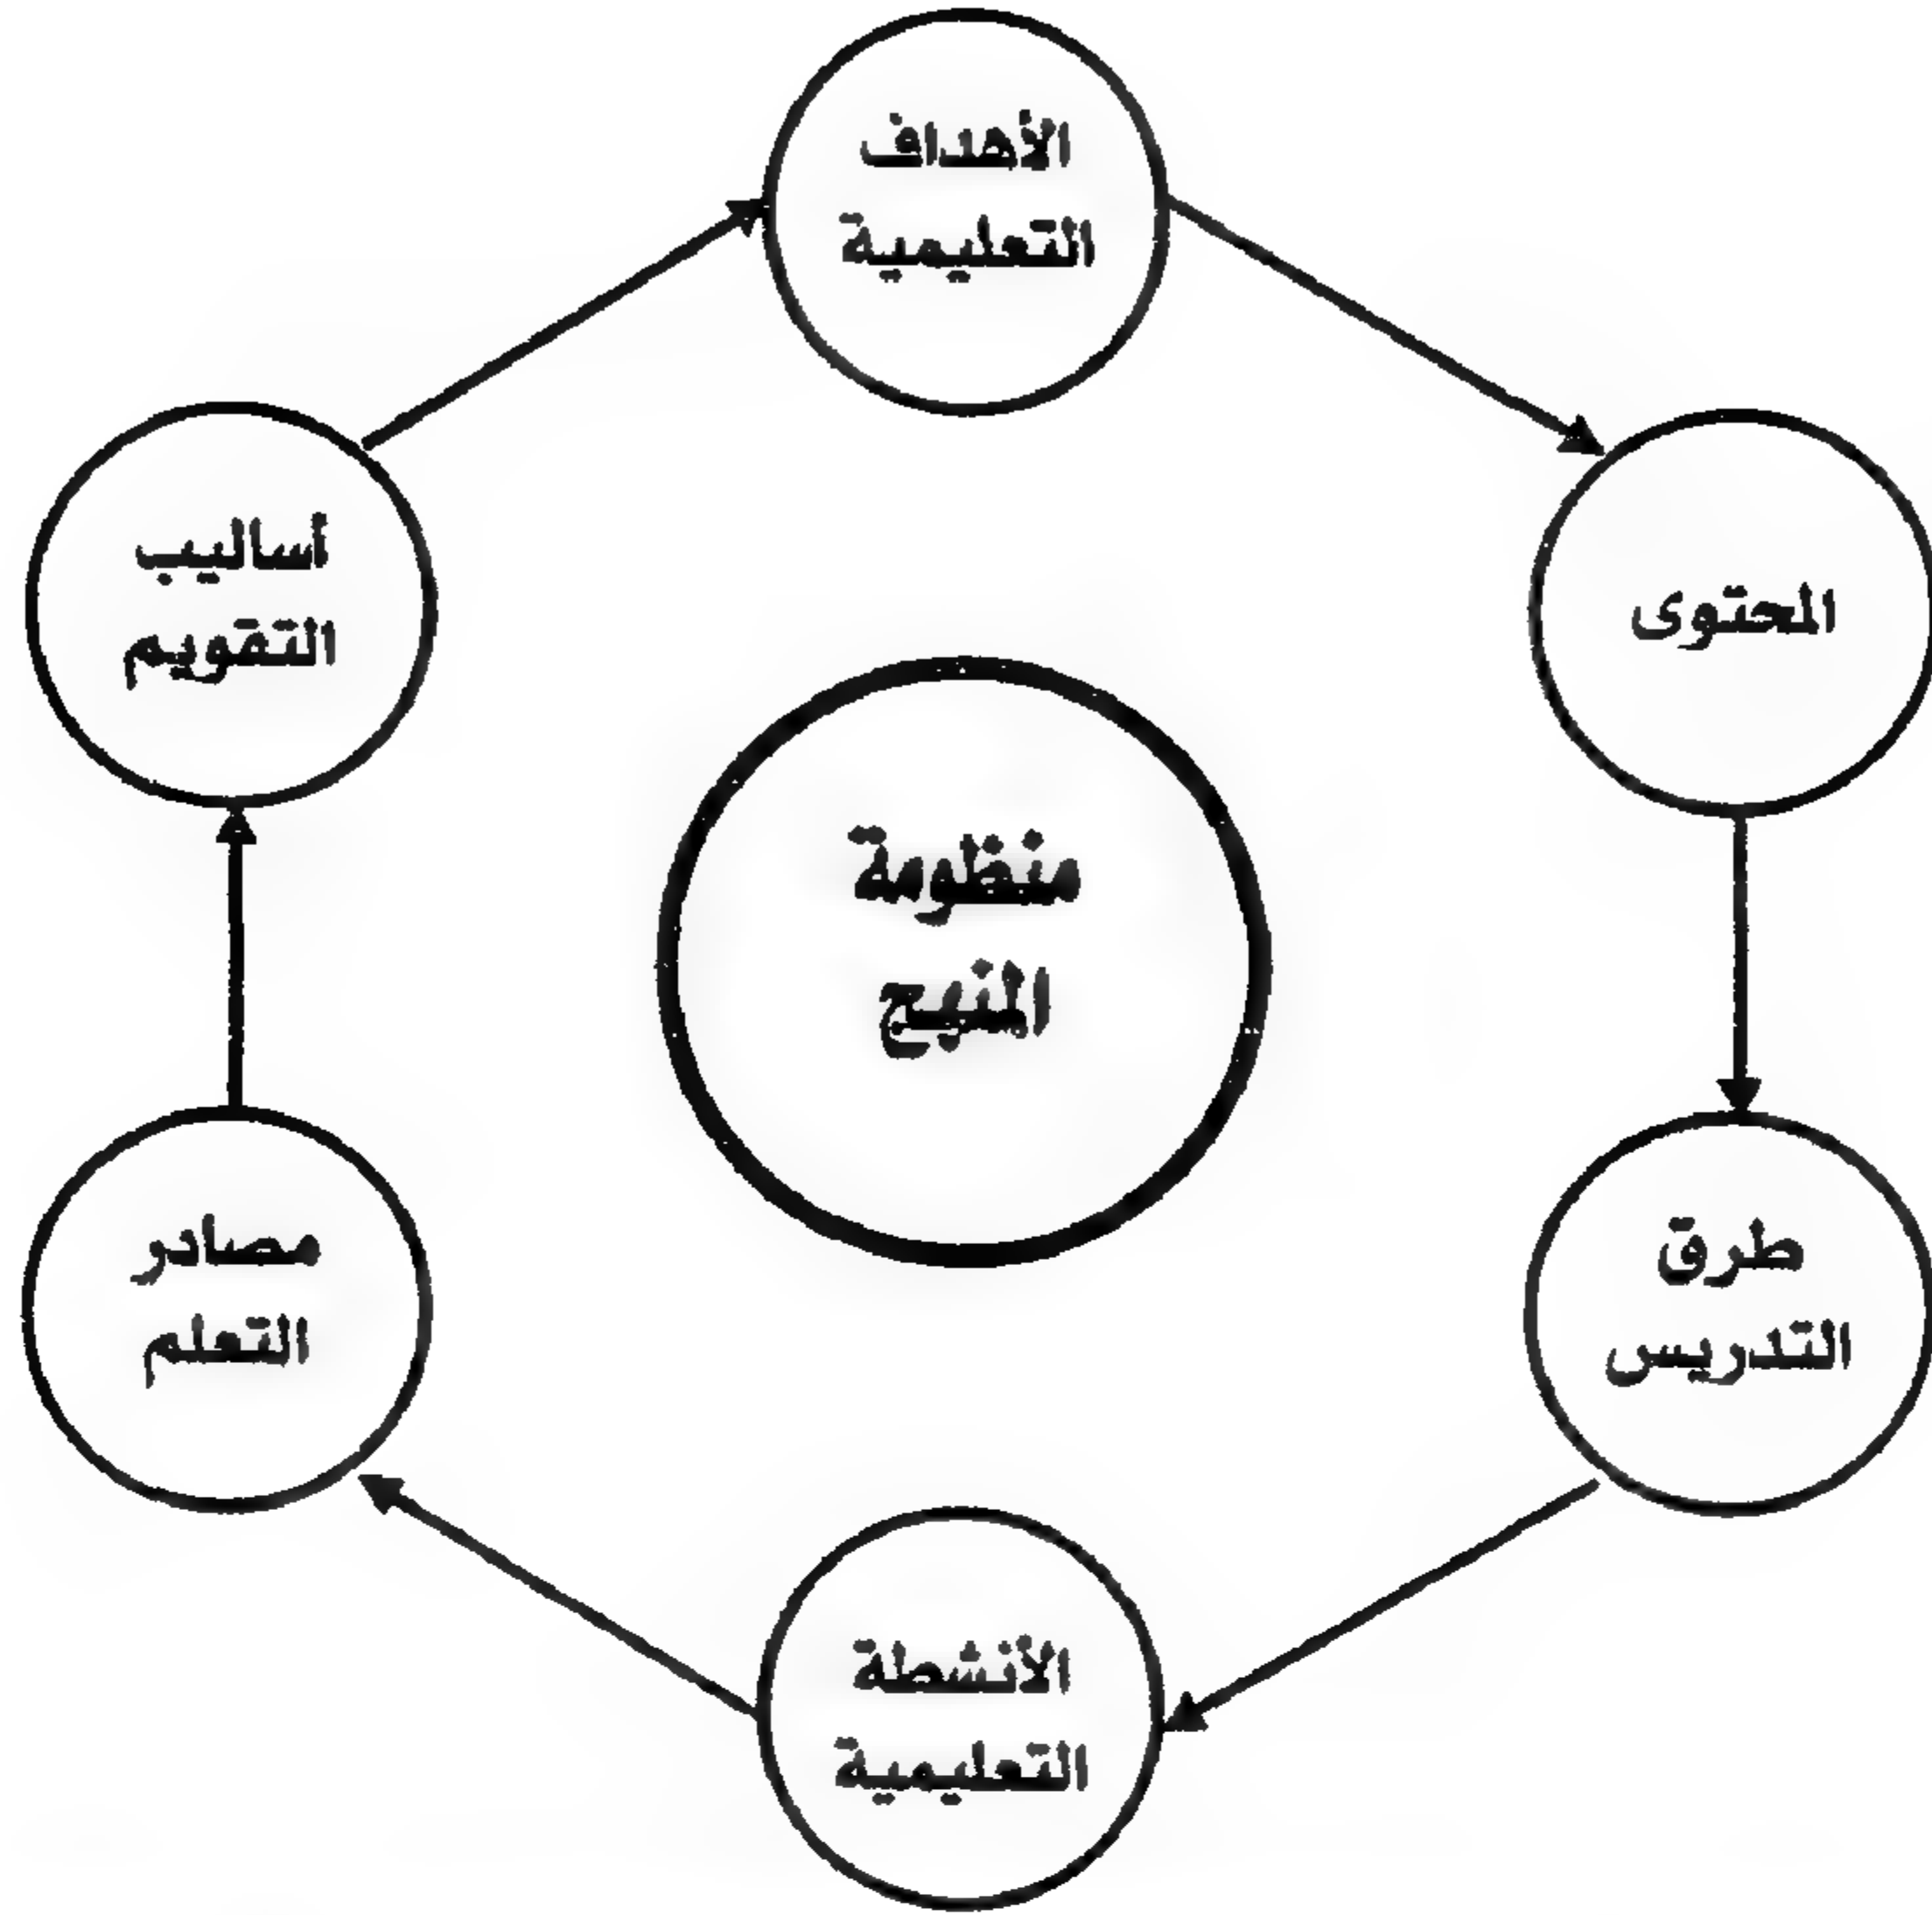 الأهداف
التعليمية
المحتوى
طرق
التدريس
الأنشطة
التعليمية
مصادر
التعلم
أساليب
التقويم
منظومة
المنهج